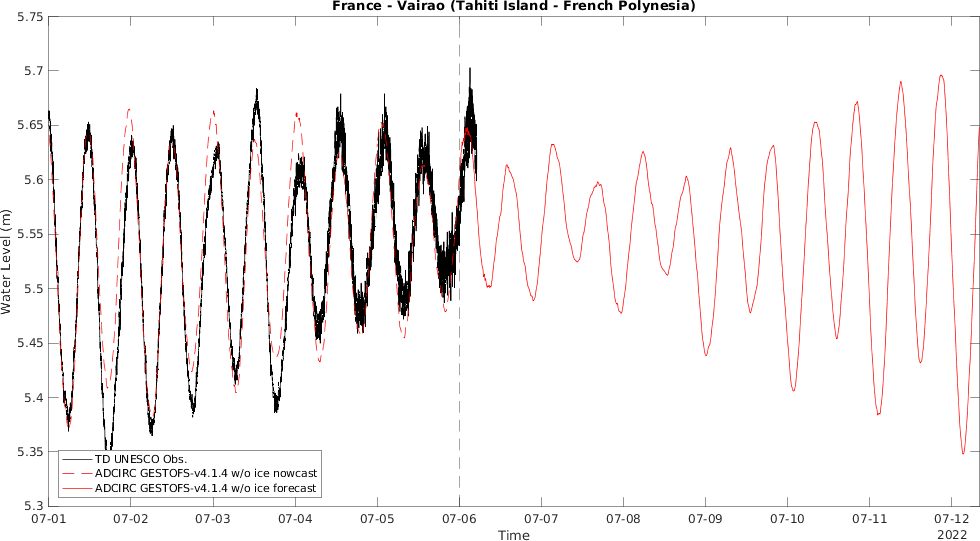 France - Vairao (Tahiti Island - French Polynesia)
5.75
5.7
5.65
5.6
5.55
5.5
5.45
5.4
5.35
5.3
Water Level (m)
TD UNESCO Obs.
ADCIRC GESTOFS-v4.1.4 w/o ice nowcast
ADCIRC GESTOFS-v4.1.4 w/o ice forecast
07-01 07-02 07-03 07-04 07-05 07-06 07-07 07-08 07-09 07-10 07-11 07-12
Time
2022